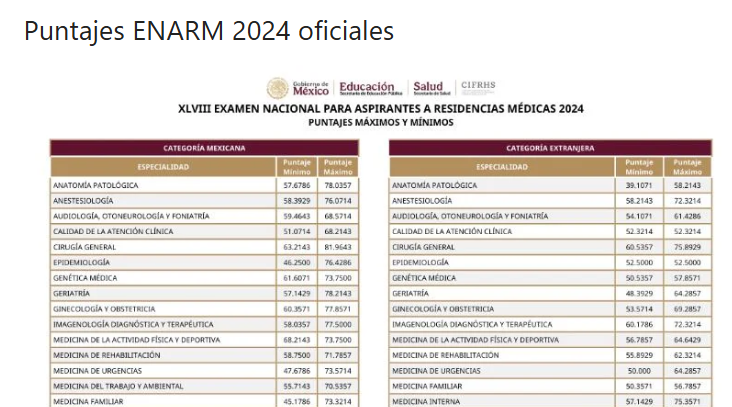 Puntajes ENARM 2024 oficiales
Gobierno de México
Educación
Secretaría de Educación Pública
Salud
Secretaría de Salud
CIFRHS
XLVIII EXAMEN NACIONAL PARA ASPIRANTES A RESIDENCIAS MÉDICAS 2024
PUNTAJES MÁXIMOS Y MÍNIMOS
CATEGORÍA MEXICANA
ESPECIALIDAD Puntaje Mínimo Puntaje Máximo
ANATOMÍA PATOLÓGICA 57.6786 78.0357
ANESTESIOLOGÍA 58.3929 76.0714
AUDIOLOGÍA, OTONEUROLOGÍA Y FONIATRÍA 59.4643 68.5714
CALIDAD DE LA ATENCIÓN CLÍNICA 51.0714 68.2143
CIRUGÍA GENERAL 63.2143 81.9643
EPIDEMIOLOGÍA 46.2500 76.4286
GENÉTICA MÉDICA 61.6071 73.7500
GERIATRÍA 57.1429 78.2143
GINECOLOGÍA Y OBSTETRICIA 60.3571 77.8571
IMAGENOLOGÍA DIAGNÓSTICA Y TERAPÉUTICA 58.0357 77.5000
MEDICINA DE LA ACTIVIDAD FÍSICA Y DEPORTIVA 68.2143 73.7500
MEDICINA DE REHABILITACIÓN 58.7500 71.7857
MEDICINA DE URGENCIAS 47.6786 73.5714
MEDICINA DEL TRABAJO Y AMBIENTAL 55.7143 70.5357
MEDICINA FAMILIAR 45.1786 73.3214
CATEGORÍA EXTRANJERA
ESPECIALIDAD Puntaje Mínimo Puntaje Máximo
ANATOMÍA PATOLÓGICA 39.1071 58.2143
ANESTESIOLOGÍA 58.2143 72.3214
AUDIOLOGÍA, OTONEUROLOGÍA Y FONIATRÍA 54.1071 61.4286
CALIDAD DE LA ATENCIÓN CLÍNICA 52.3214 52.3214
CIRUGÍA GENERAL 60.5357 75.8929
EPIDEMIOLOGÍA 52.5000 52.5000
GENÉTICA MÉDICA 50.5357 57.8571
GERIATRÍA 48.3929 64.2857
GINECOLOGÍA Y OBSTETRICIA 53.5714 69.2857
IMAGENOLOGÍA DIAGNÓSTICA Y TERAPÉUTICA 60.1786 72.3214
MEDICINA DE LA ACTIVIDAD FÍSICA Y DEPORTIVA 56.7857 64.6429
MEDICINA DE REHABILITACIÓN 55.8929 62.3214
MEDICINA DE URGENCIAS 50.000 64.2857
MEDICINA FAMILIAR 50.3571 56.7857
MEDICINA INTERNA 57.1429 75.3571